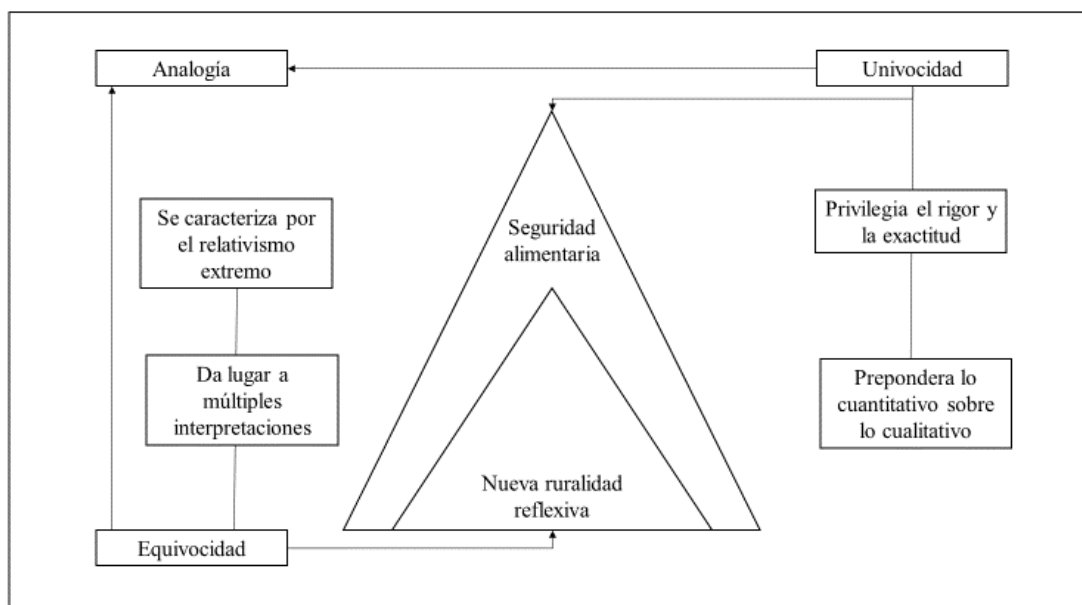 Analogía
Univocidad
Se caracteriza por
el relativismo
extremo
Seguridad
alimentaria
Privilegia el rigor y
la exactitud
Da lugar a
múltiples
interpretaciones
Prepondera lo
cuantitativo sobre
lo cualitativo
Nueva ruralidad
reflexiva
Equivocidad